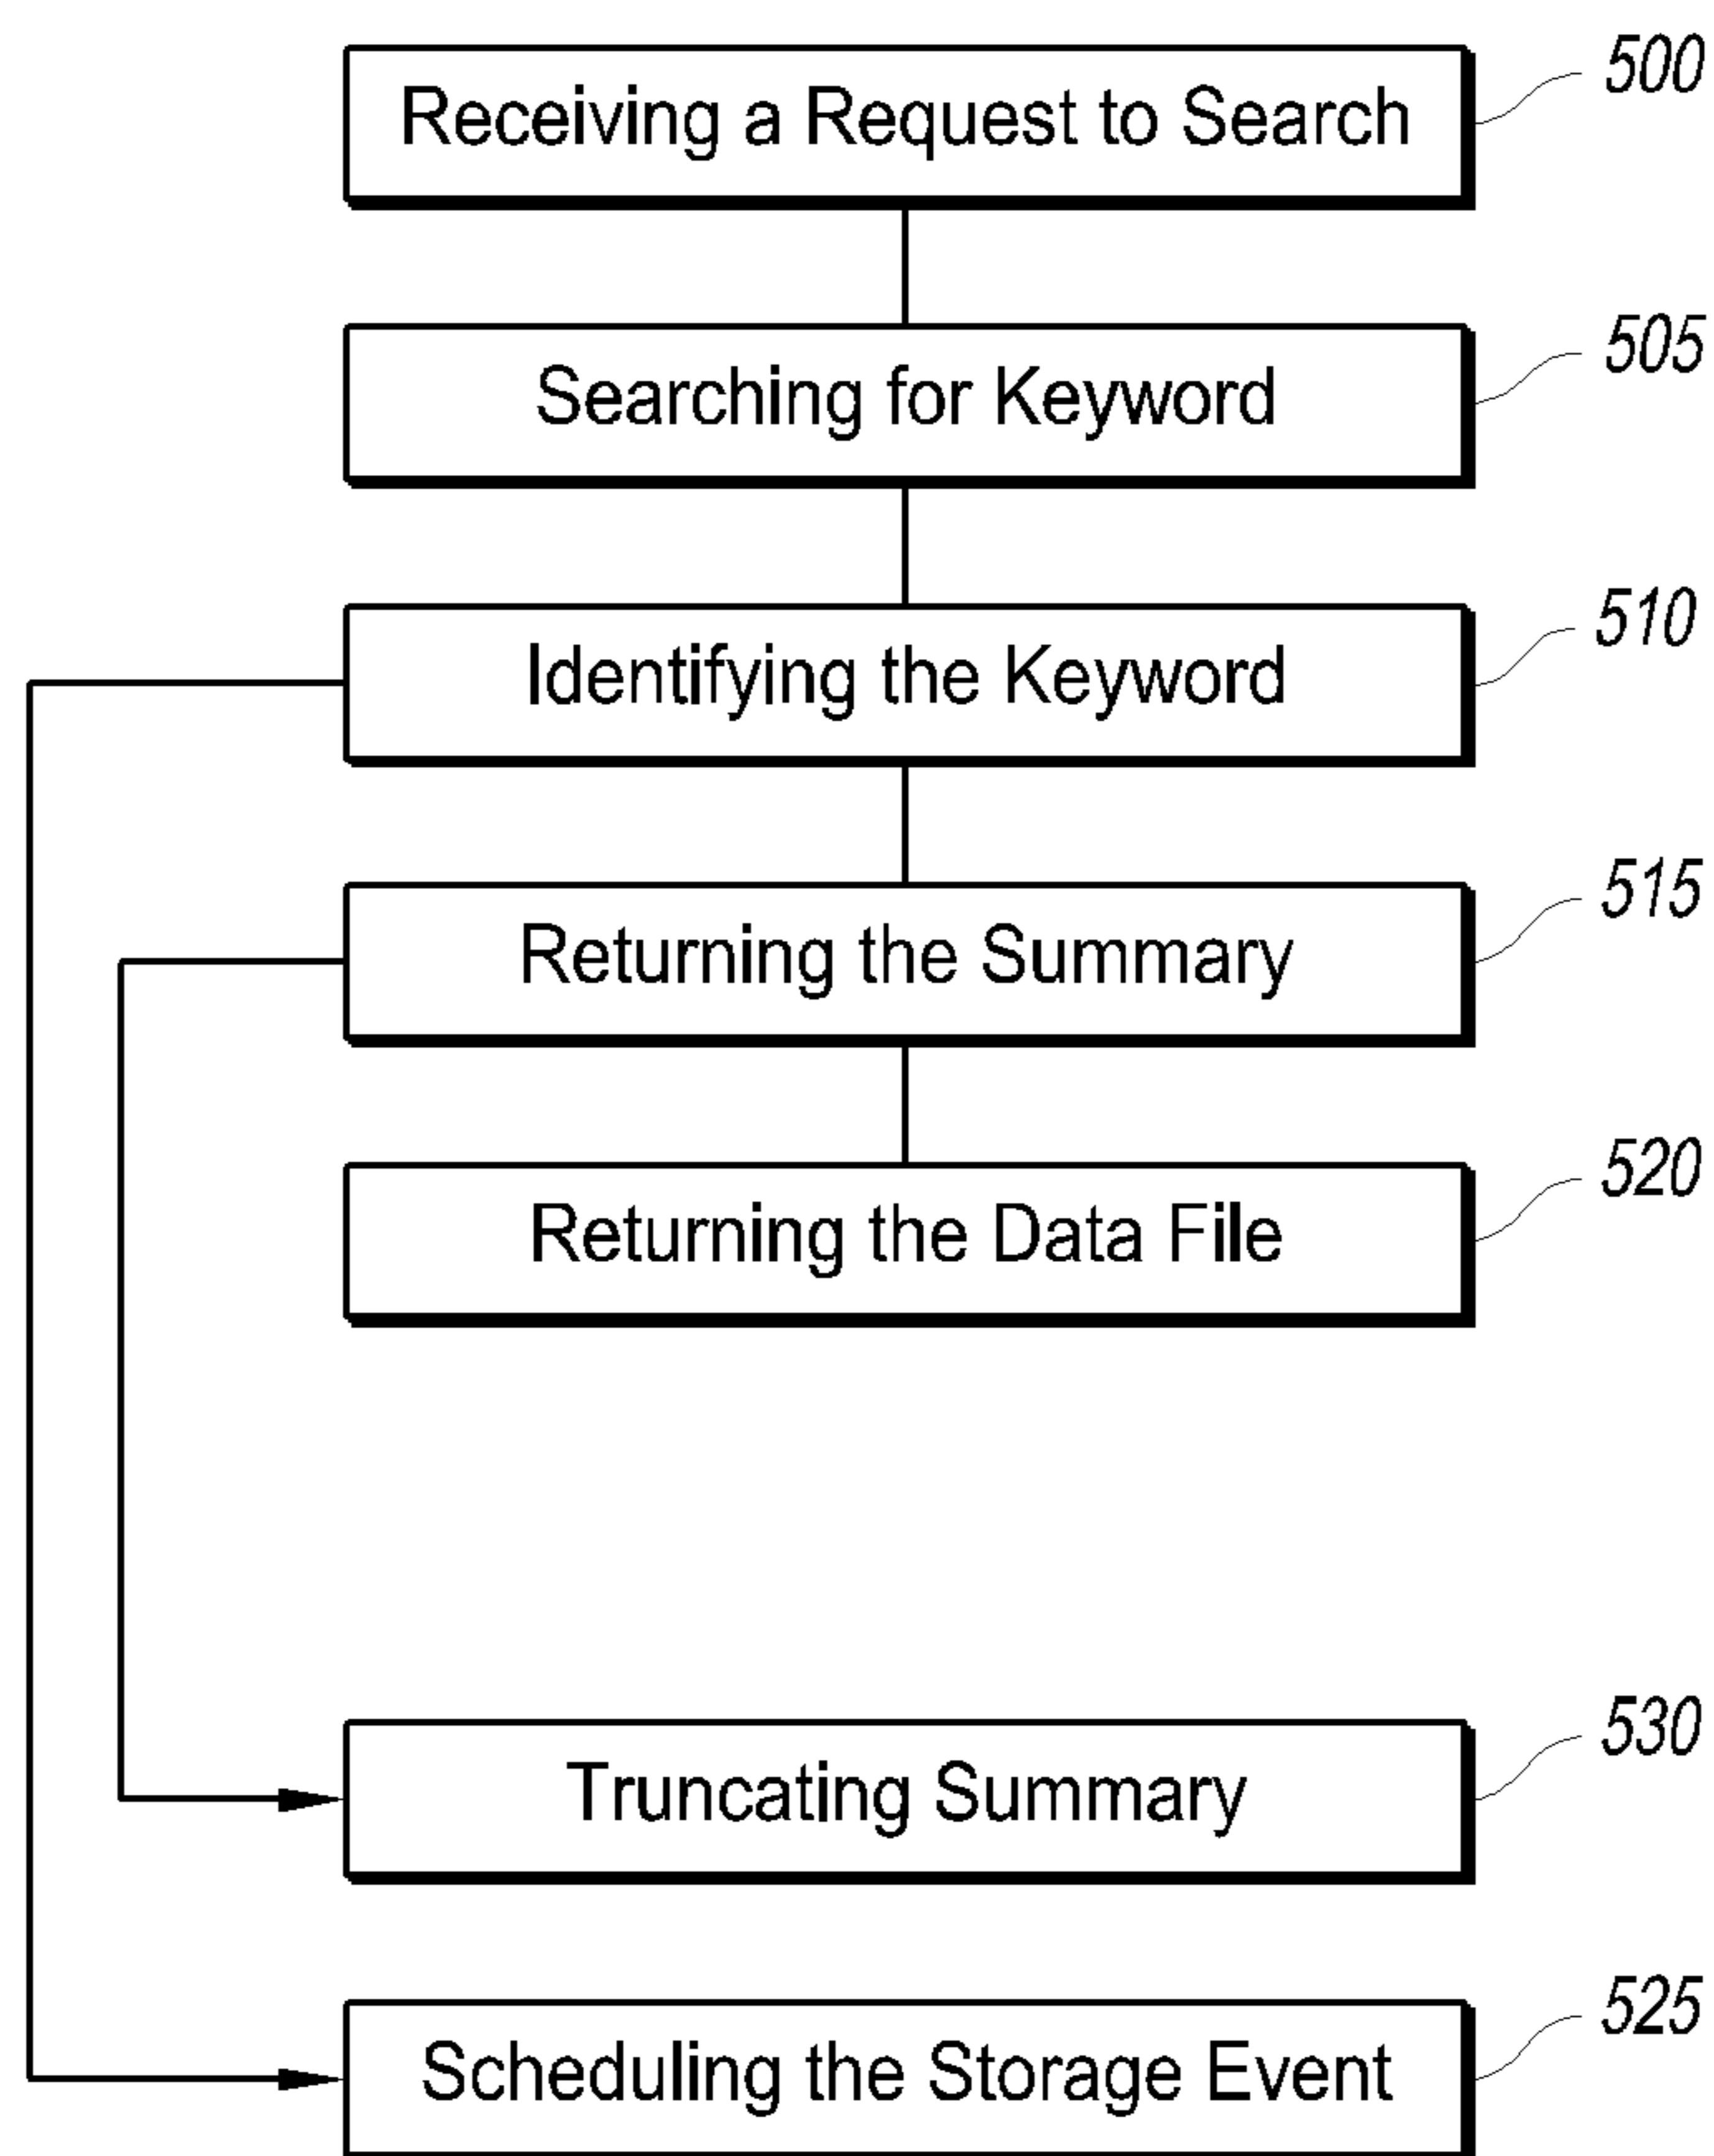 Receiving a Request to Search
500
Searching for Keyword
505
Identifying the Keyword
510
Returning the Summary
515
Returning the Data File
520
Truncating Summary
530
Scheduling the Storage Event
525